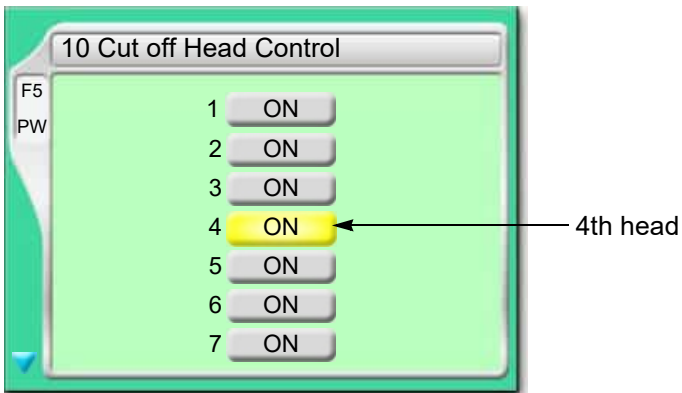 10 Cut off Head Control
F5
PW
1 ON
2 ON
3 ON
4 ON
4th head
5 ON
6 ON
7 ON